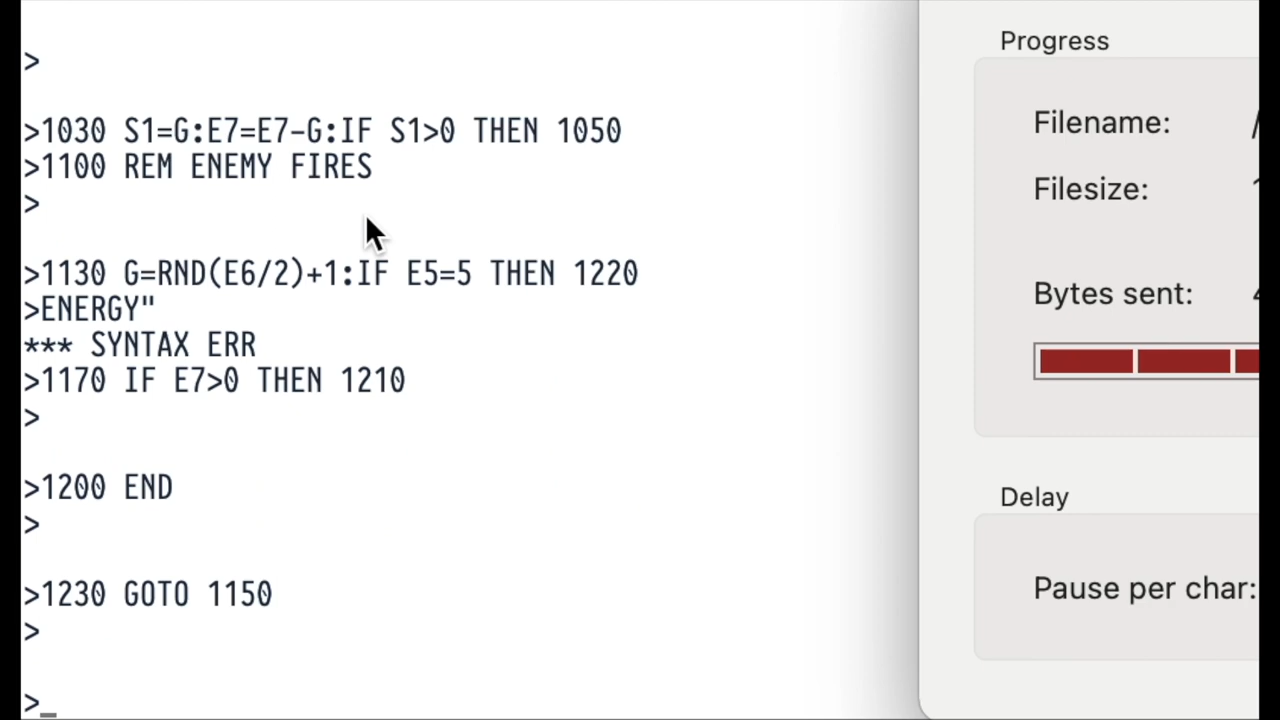 >
>1030 S1=G:E7=E7-G:IF S1>0 THEN 1050
>1100 REM ENEMY FIRES
>
>1130 G=RND(E6/2)+1:IF E5=5 THEN 1220
>ENERGY"
*** SYNTAX ERR
>1170 IF E7>0 THEN 1210
>
>1200 END
>
>1230 GOTO 1150
>
>_
Progress
Filename:
Filesize:
Bytes sent:
Delay
Pause per char: